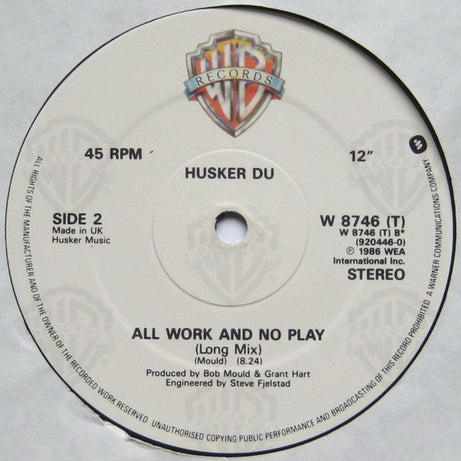 WB
RECORDS
45 RPM
12"
HUSKER DU
SIDE 2
Made in UK
Husker Music
W 8746 (T)
W 8746 (T) B*
(920446-0)
℗ 1986 WEA
International Inc.
STEREO
ALL WORK AND NO PLAY
(Long Mix)
(Mould) (8.24)
Produced by Bob Mould & Grant Hart
Engineered by Steve Fjelstad
ALL RIGHTS OF THE MANUFACTURER AND OF THE OWNER OF THE RECORDED WORK RESERVED UNAUTHORISED COPYING PUBLIC PERFORMANCE AND BROADCASTING OF THIS RECORD PROHIBITED A WARNER COMMUNICATIONS COMPANY